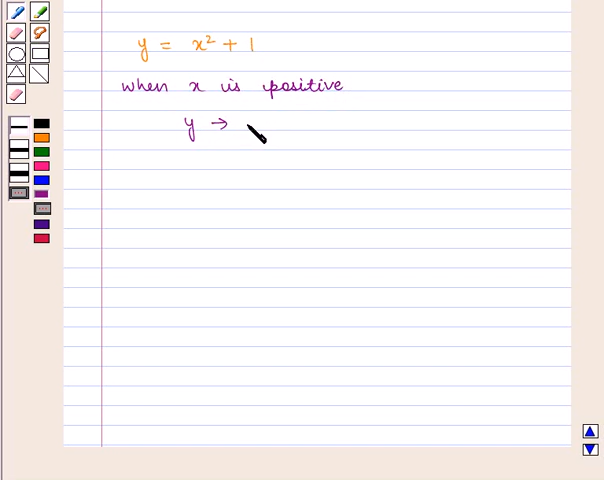 y = x² + 1
when x is positive
y →